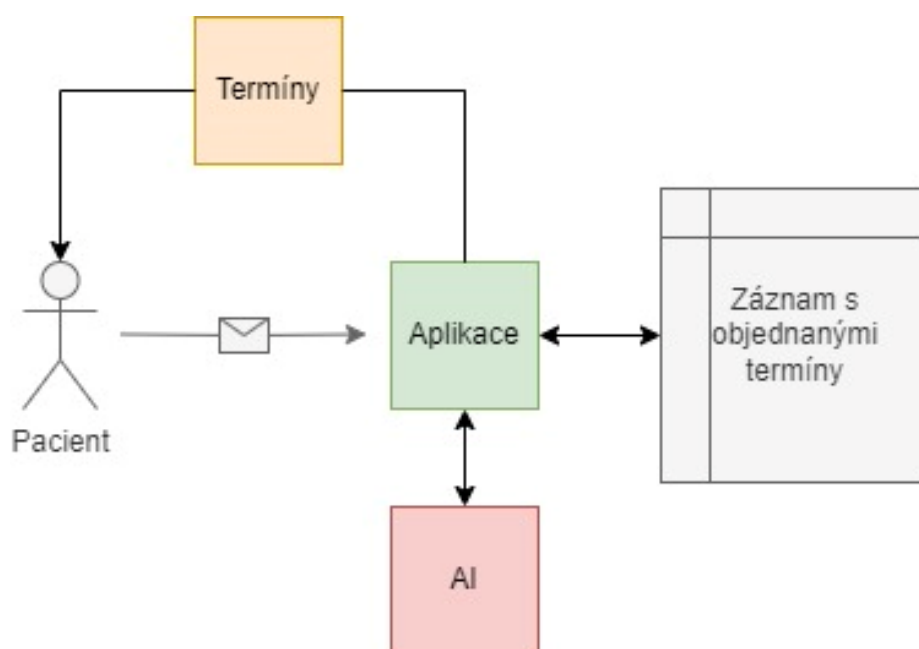 Termíny
Pacient
Aplikace
Záznam s
objednanými
termíny
AI